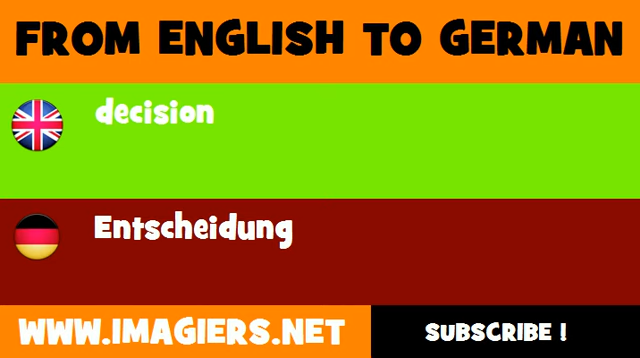 FROM ENGLISH TO GERMAN
decision
Entscheidung
WWW.IMAGIERS.NET
SUBSCRIBE !